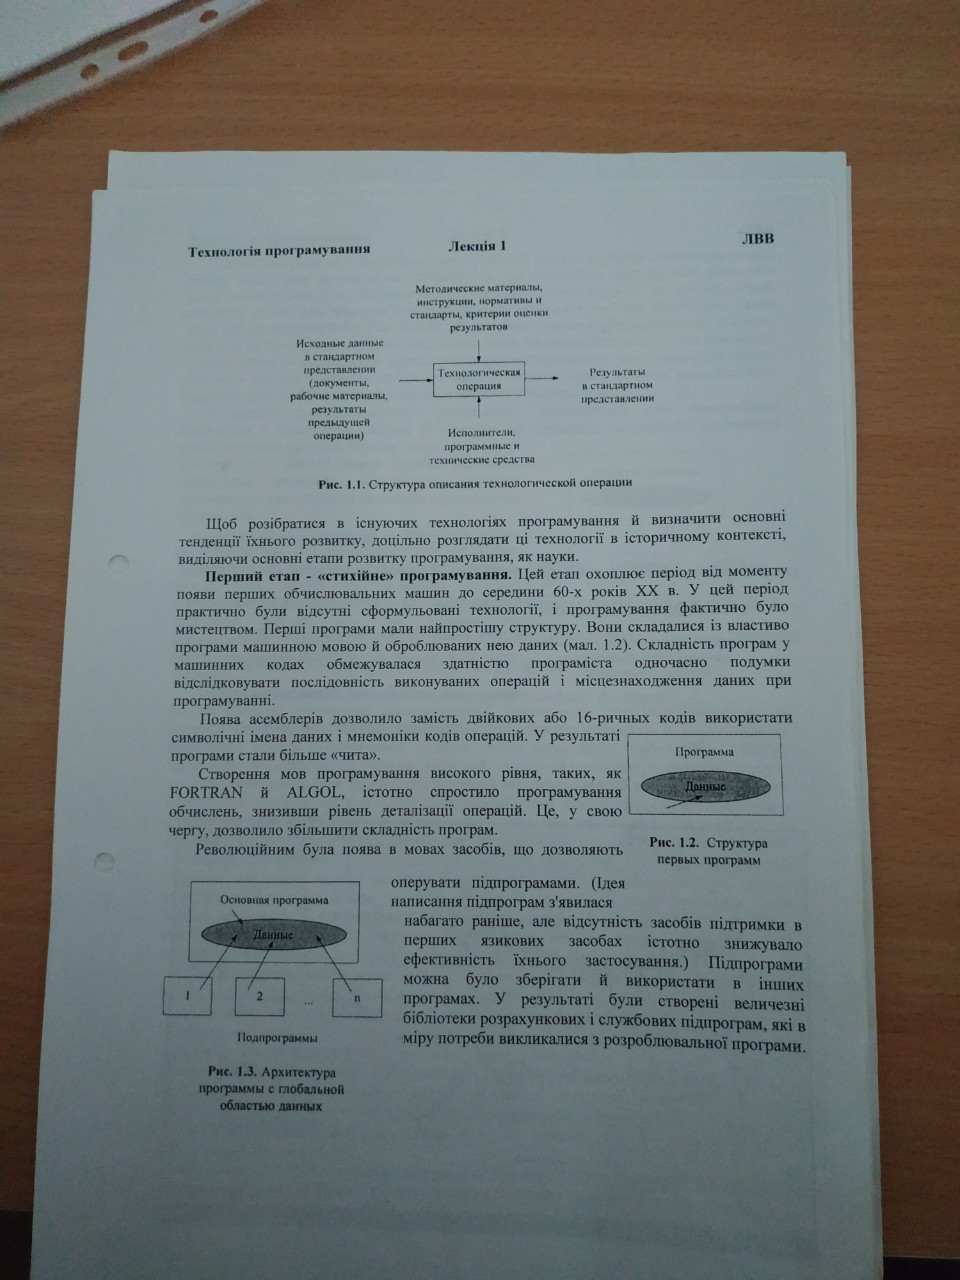 Технологія програмування Лекція 1 ЛВВ
Методические материалы,
инструкции, нормативы и
стандарты, критерии оценки
результатов
Исходные данные
в стандартном
представлении
(документы,
рабочие материалы,
результаты
предыдущей
операции)
Технологическая
операция
Результаты
в стандартном
представлении
Исполнители,
программные и
технические средства
Рис. 1.1. Структура описания технологической операции
Щоб розібратися в існуючих технологіях програмування й визначити основні
тенденції їхнього розвитку, доцільно розглядати ці технології в історичному контексті,
виділяючи основні етапи розвитку програмування, як науки.
Перший етап - «стихійне» програмування. Цей етап охоплює період від моменту
появи перших обчислювальних машин до середини 60-х років ХХ в. У цей період
практично були відсутні сформульовані технології, і програмування фактично було
мистецтвом. Перші програми мали найпростішу структуру. Вони складалися із властиво
програми машинною мовою й оброблюваних нею даних (мал. 1.2). Складність програм у
машинних кодах обмежувалася здатністю програміста одночасно подумки
відслідковувати послідовність виконуваних операцій і місцезнаходження даних при
програмуванні.
Поява асемблерів дозволило замість двійкових або 16-ричных кодів використати
символічні імена даних і мнемоніки кодів операцій. У результаті
програми стали більше «чита».
Створення мов програмування високого рівня, таких, як
FORTRAN й ALGOL, істотно спростило програмування
обчислень, знизивши рівень деталізації операцій. Це, у свою
чергу, дозволило збільшити складність програм.
Революційним була поява в мовах засобів, що дозволяють
Программа
Данные
Рис. 1.2. Структура
первых программ
Основная программа
Данные
1 2 ... n
Подпрограммы
Рис. 1.3. Архитектура
программы с глобальной
областью данных
оперувати підпрограмами. (Ідея
написання підпрограм з'явилася
набагато раніше, але відсутність засобів підтримки в
перших язикових засобах істотно знижувало
ефективність їхнього застосування.) Підпрограми
можна було зберігати й використати в інших
програмах. У результаті були створені величезні
бібліотеки розрахункових і службових підпрограм, які в
міру потреби викликалися з розроблювальної програми.